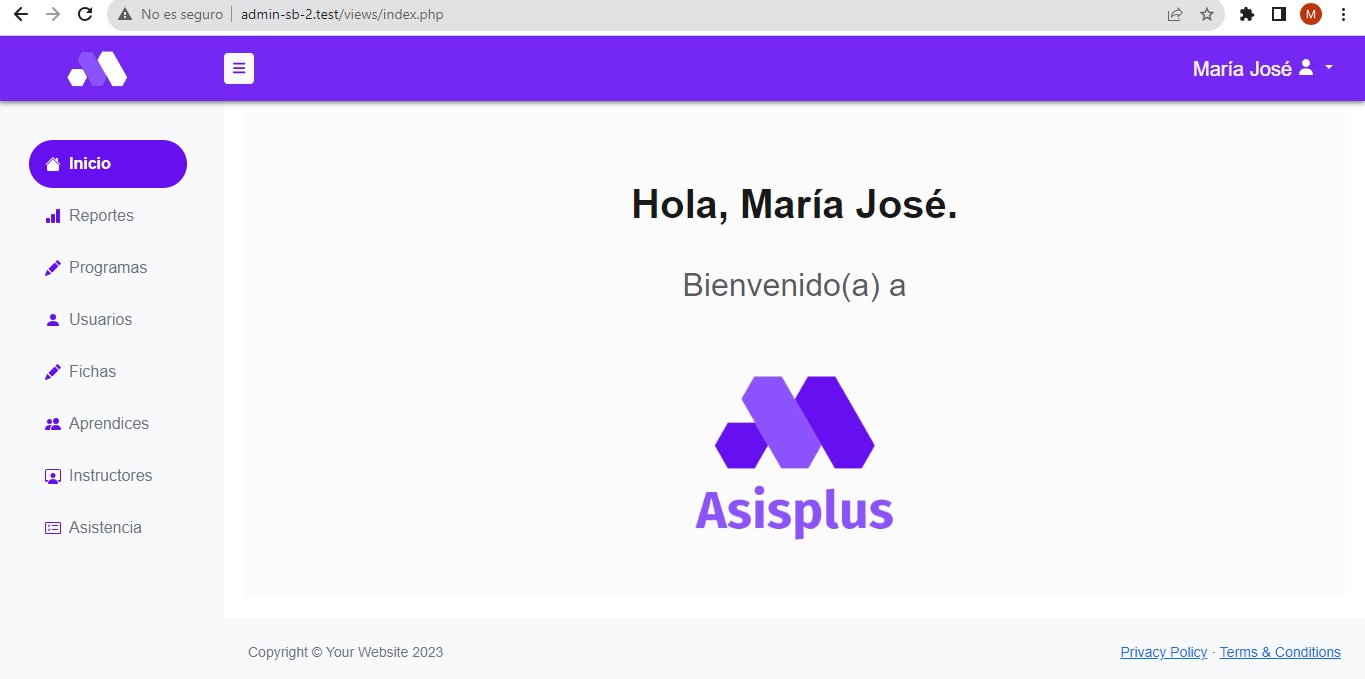 No es seguro admin-sb-2.test/views/index.php
M
María José
Inicio
Reportes
Programas
Usuarios
Fichas
Aprendices
Instructores
Asistencia
Hola, María José.
Bienvenido(a) a
Asisplus
Copyright © Your Website 2023
Privacy Policy · Terms & Conditions